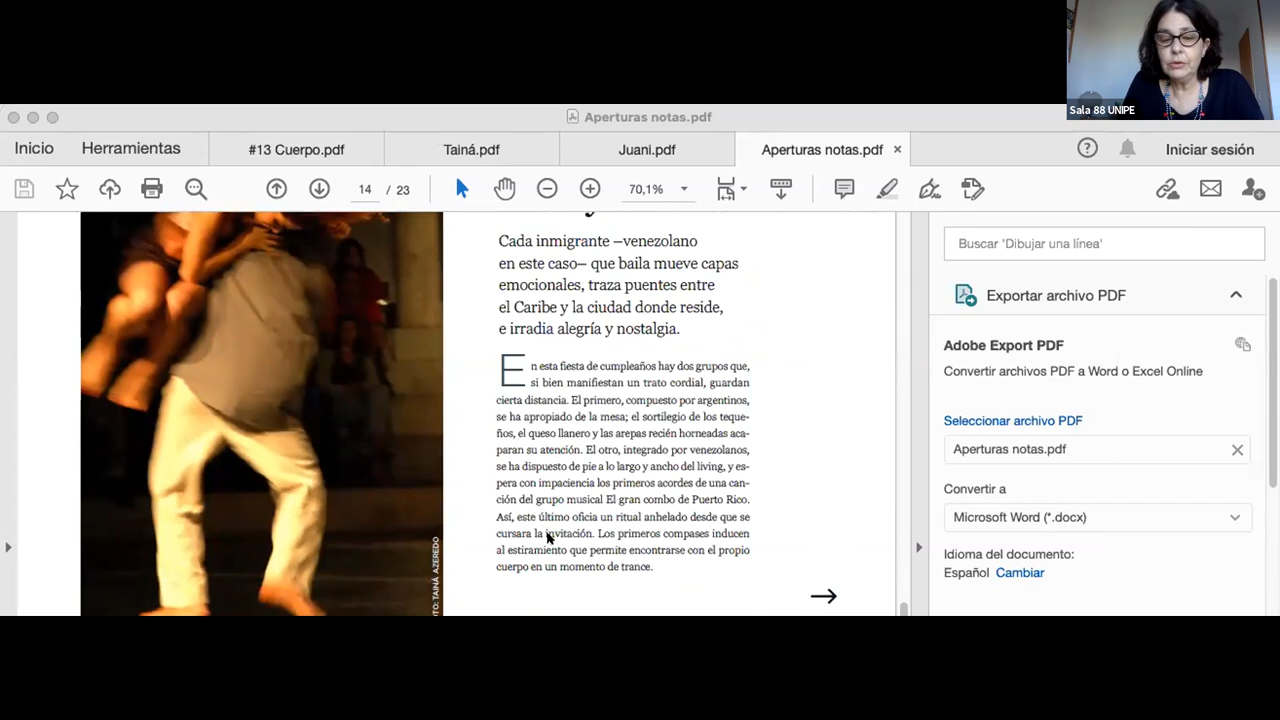 Sala 88 UNIPE
Aperturas notas.pdf
Inicio
Herramientas
#13 Cuerpo.pdf
Tainá.pdf
Juani.pdf
Aperturas notas.pdf
Iniciar sesión
14 / 23
70,1%
Cada inmigrante –venezolano
en este caso– que baila mueve capas
emocionales, traza puentes entre
el Caribe y la ciudad donde reside,
e irradia alegría y nostalgia.
En esta fiesta de cumpleaños hay dos grupos que,
si bien manifiestan un trato cordial, guardan
cierta distancia. El primero, compuesto por argentinos,
se ha apropiado de la mesa; el sortilegio de los teque-
ños, el queso llanero y las arepas recién horneadas aca-
paran su atención. El otro, integrado por venezolanos,
se ha dispuesto de pie a lo largo y ancho del living, y es-
pera con impaciencia los primeros acordes de una can-
ción del grupo musical El gran combo de Puerto Rico.
Así, este último oficia un ritual anhelado desde que se
cursara la invitación. Los primeros compases inducen
al estiramiento que permite encontrarse con el propio
cuerpo en un momento de trance.
TO: TAINÁ AZEREDO
Buscar 'Dibujar una línea'
Exportar archivo PDF
Adobe Export PDF
Convertir archivos PDF a Word o Excel Online
Seleccionar archivo PDF
Aperturas notas.pdf
Convertir a
Microsoft Word (*.docx)
Idioma del documento:
Español Cambiar